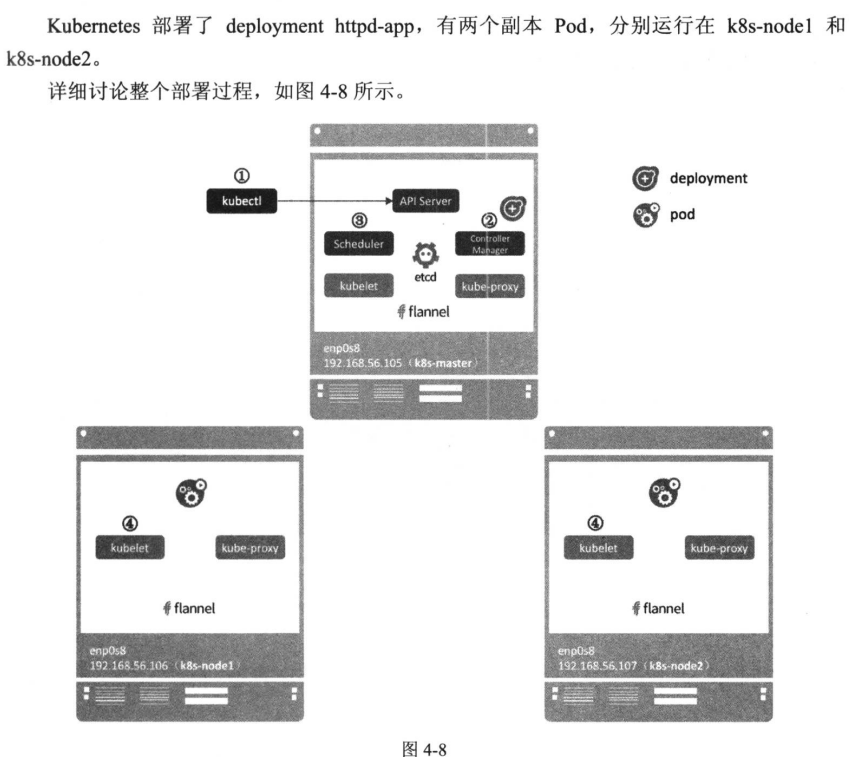 Kubernetes 部署了 deployment httpd-app，有两个副本 Pod，分别运行在 k8s-node1 和
k8s-node2。
详细讨论整个部署过程，如图 4-8 所示。
①
kubectl
API Server
deployment
pod
③
Scheduler
②
Controller
Manager
etcd
kubelet
kube-proxy
flannel
enp0s8
192.168.56.105（k8s-master）
④
kubelet
kube-proxy
flannel
enp0s8
192.168.56.106（k8s-node1）
④
kubelet
kube-proxy
flannel
enp0s8
192.168.56.107（k8s-node2）
图 4-8